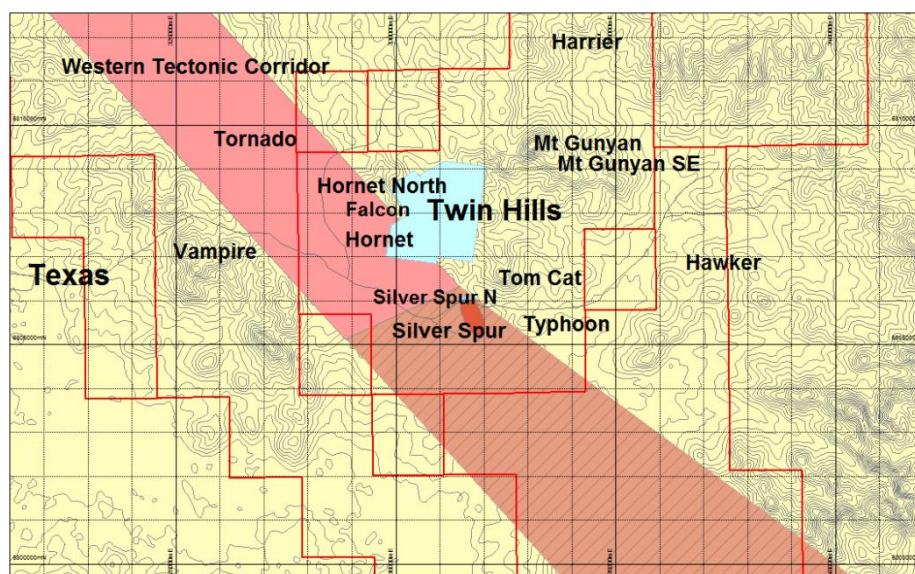 Harrier
Western Tectonic Corridor
Tornado
Mt Gunyan
Mt Gunyan SE
Hornet North
Falcon
Twin Hills
Hornet
Vampire
Texas
Hawker
Tom Cat
Silver Spur N
Silver Spur
Typhoon